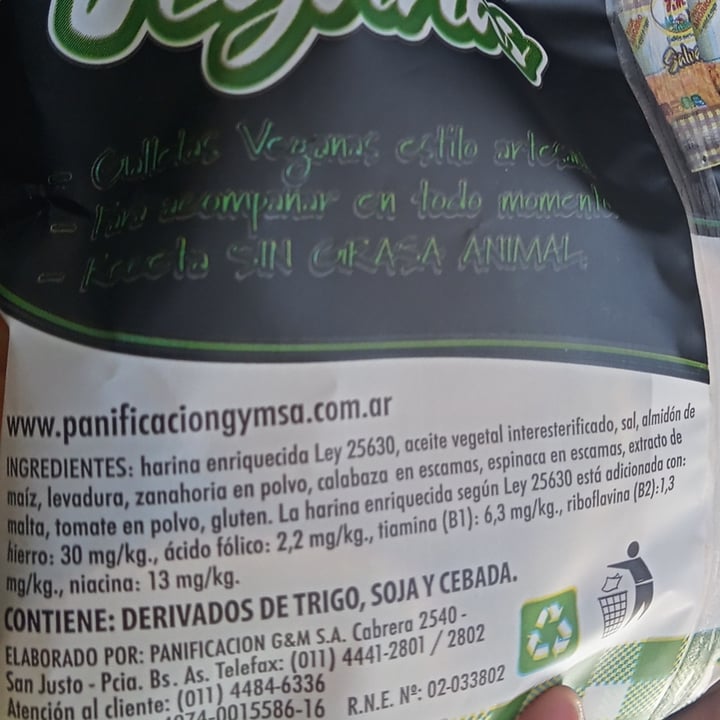 Veganas
- Galletas Veganas estilo
- Para acompañar en todo
- Receta SIN GRASA ANIMAL
www.panificaciongymsa.com.ar
INGREDIENTES: harina enriquecida Ley 25630, aceite vegetal interesterificado, sal, almidón de
maíz, levadura, zanahoria en polvo, calabaza en escamas, espinaca en escamas, extracto de
malta, tomate en polvo, gluten. La harina enriquecida según Ley 25630 está adicionada con:
hierro: 30 mg/kg., ácido fólico: 2,2 mg/kg., tiamina (B1): 6,3 mg/kg., riboflavina (B2):1,3
mg/kg., niacina: 13 mg/kg.
CONTIENE: DERIVADOS DE TRIGO, SOJA Y CEBADA.
ELABORADO POR: PANIFICACION G&M S.A. Cabrera 2540 -
San Justo - Pcia. Bs. As. Telefax: (011) 4441-2801 / 2802
Atención al cliente: (011) 4484-6336
0015586-16 R.N.E. Nº: 02-033802